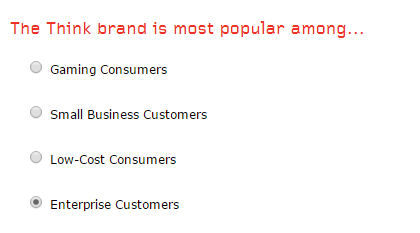 The Think brand is most popular among...
Gaming Consumers
Small Business Customers
Low-Cost Consumers
Enterprise Customers